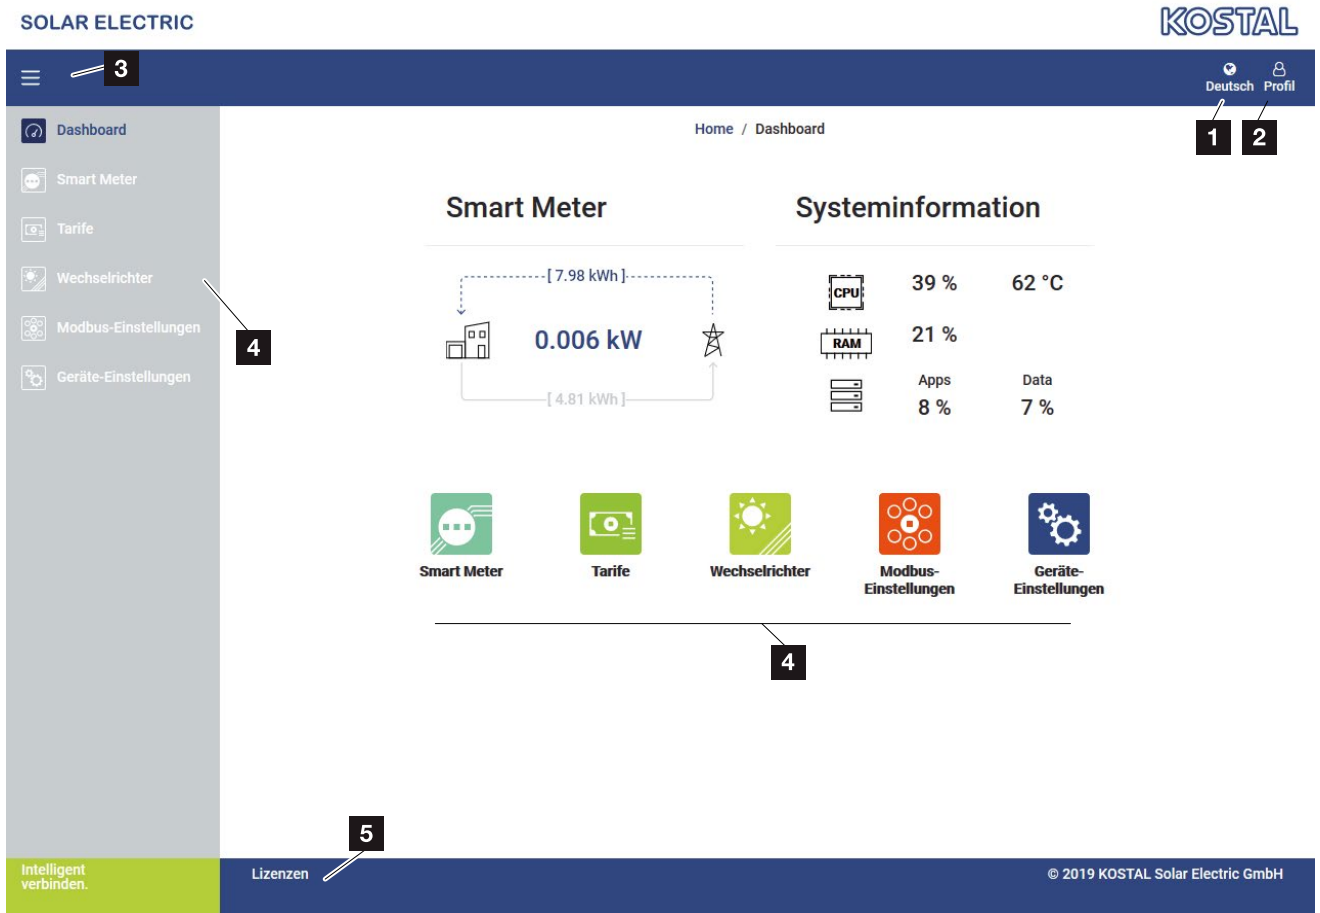 SOLAR ELECTRIC
KOSTAL
3
Deutsch Profil
1 2
Dashboard
Smart Meter
Tarife
Wechselrichter
Modbus-Einstellungen
Geräte-Einstellungen
4
Home / Dashboard
Smart Meter
[ 7.98 kWh ]
0.006 kW
[ 4.81 kWh ]
Systeminformation
CPU 39 % 62 °C
RAM 21 %
Apps Data
8 % 7 %
Smart Meter
Tarife
Wechselrichter
Modbus-
Einstellungen
Geräte-
Einstellungen
4
5
Intelligent
verbinden.
Lizenzen
© 2019 KOSTAL Solar Electric GmbH